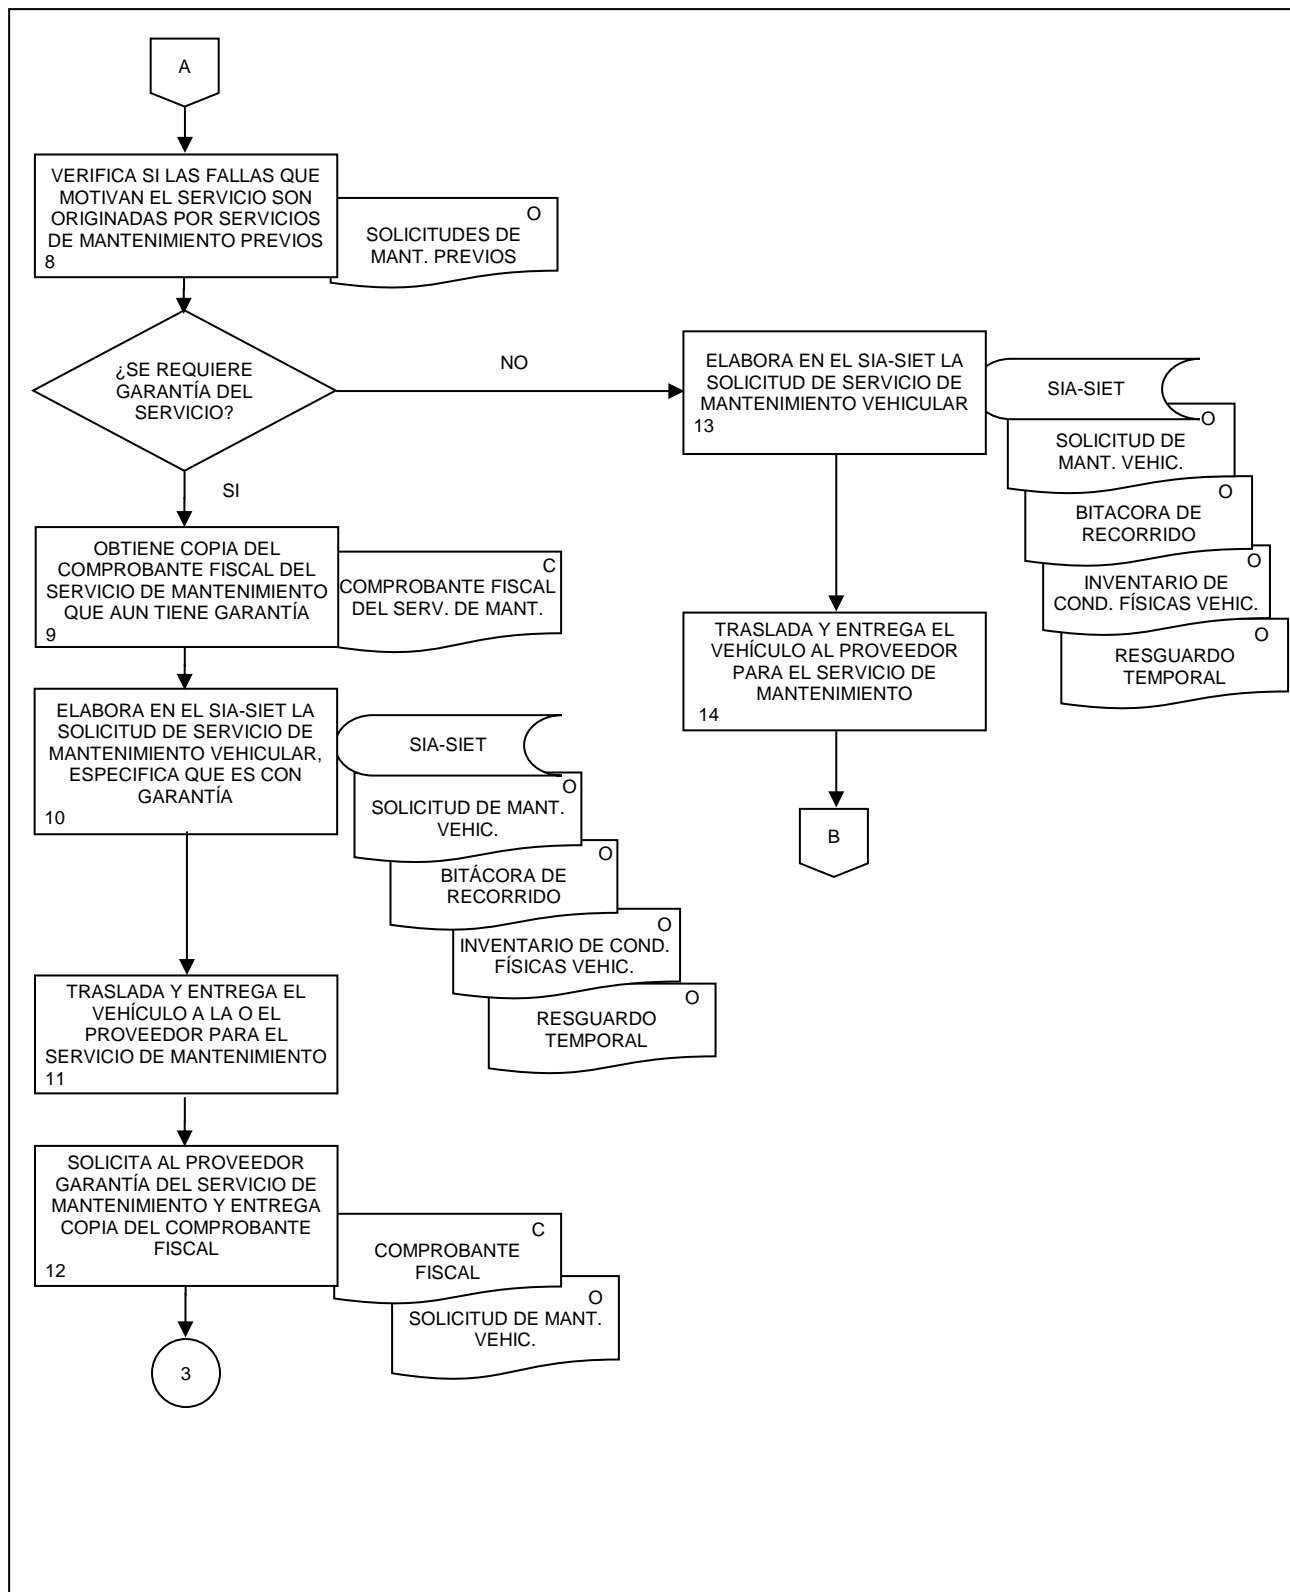 A
VERIFICA SI LAS FALLAS QUE
MOTIVAN EL SERVICIO SON
ORIGINADAS POR SERVICIOS
DE MANTENIMIENTO PREVIOS
8
O
SOLICITUDES DE
MANT. PREVIOS
¿SE REQUIERE
GARANTÍA DEL
SERVICIO?
NO
SI
OBTIENE COPIA DEL
COMPROBANTE FISCAL DEL
SERVICIO DE MANTENIMIENTO
QUE AUN TIENE GARANTÍA
9
C
COMPROBANTE FISCAL
DEL SERV. DE MANT.
ELABORA EN EL SIA-SIET LA
SOLICITUD DE SERVICIO DE
MANTENIMIENTO VEHICULAR,
ESPECIFICA QUE ES CON
GARANTÍA
10
SIA-SIET
O
SOLICITUD DE MANT.
VEHIC.
O
BITÁCORA DE
RECORRIDO
O
INVENTARIO DE COND.
FÍSICAS VEHIC.
O
RESGUARDO
TEMPORAL
TRASLADA Y ENTREGA EL
VEHÍCULO A LA O EL
PROVEEDOR PARA EL
SERVICIO DE MANTENIMIENTO
11
SOLICITA AL PROVEEDOR
GARANTÍA DEL SERVICIO DE
MANTENIMIENTO Y ENTREGA
COPIA DEL COMPROBANTE
FISCAL
12
C
COMPROBANTE
FISCAL
O
SOLICITUD DE MANT.
VEHIC.
3
ELABORA EN EL SIA-SIET LA
SOLICITUD DE SERVICIO DE
MANTENIMIENTO VEHICULAR
13
SIA-SIET
O
SOLICITUD DE
MANT. VEHIC.
O
BITACORA DE
RECORRIDO
O
INVENTARIO DE
COND. FÍSICAS VEHIC.
O
RESGUARDO
TEMPORAL
TRASLADA Y ENTREGA EL
VEHÍCULO AL PROVEEDOR
PARA EL SERVICIO DE
MANTENIMIENTO
14
B